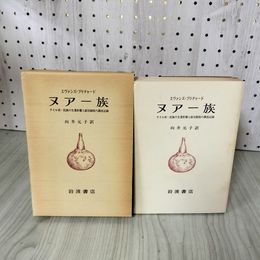 エヴァンズ=プリチャード
ヌアー族
ナイル系一民族の生業形態と政治制度の調査記録
向井元子訳
岩波書店
エヴァンズ=プリチャード
ヌアー族
ナイル系一民族の生業形態と政治制度の調査記録
向井元子訳
岩波書店